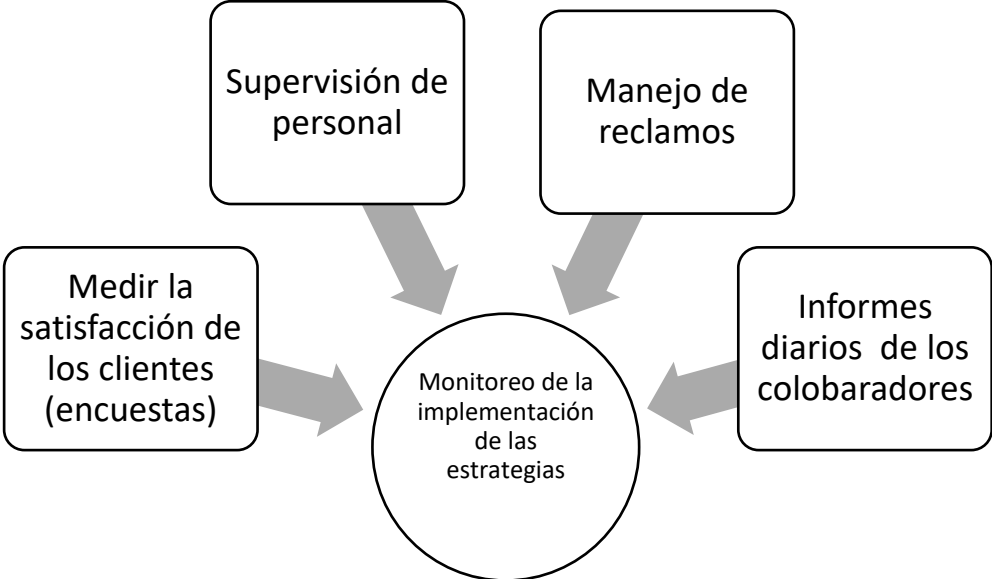 Supervisión de
personal
Manejo de
reclamos
Medir la
satisfacción de
los clientes
(encuestas)
Informes
diarios  de los
colobaradores
Monitoreo de la
implementación
de las
estrategias